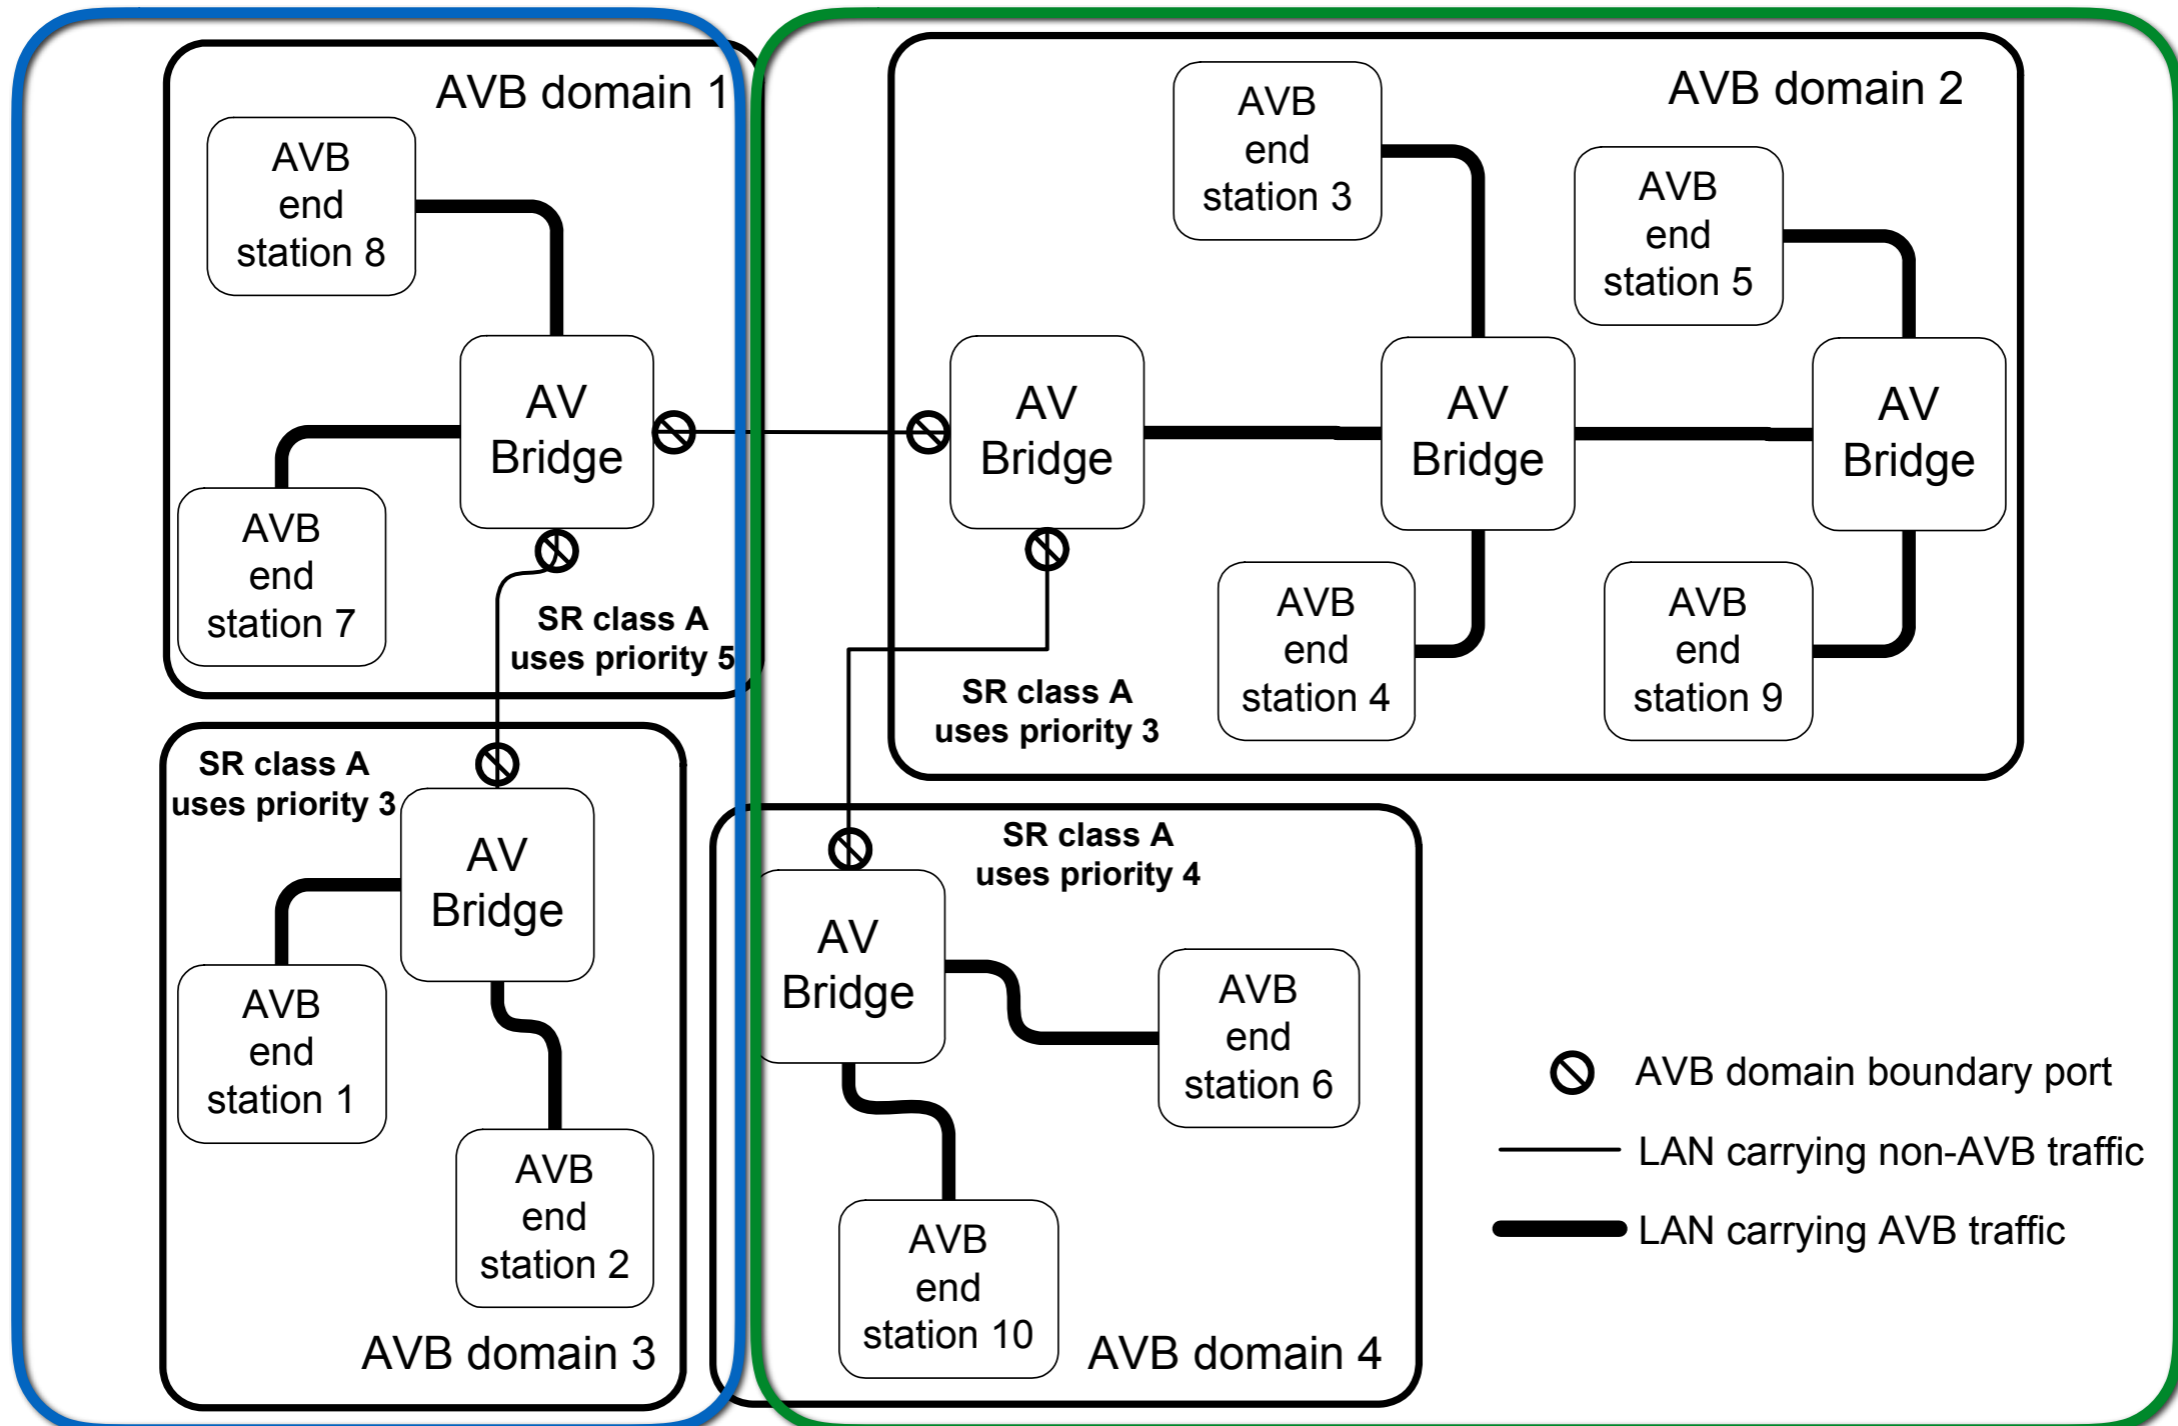 AVB domain 1
AVB
end
station 8
AV
Bridge
AVB
end
station 7
SR class A
uses priority 5
AVB domain 2
AVB
end
station 3
AVB
end
station 5
AV
Bridge
AV
Bridge
AV
Bridge
AVB
end
station 4
AVB
end
station 9
SR class A
uses priority 3
SR class A
uses priority 3
AV
Bridge
AVB
end
station 1
AVB
end
station 2
AVB domain 3
SR class A
uses priority 4
AV
Bridge
AVB
end
station 6
AVB
end
station 10
AVB domain 4
AVB domain boundary port
LAN carrying non-AVB traffic
LAN carrying AVB traffic